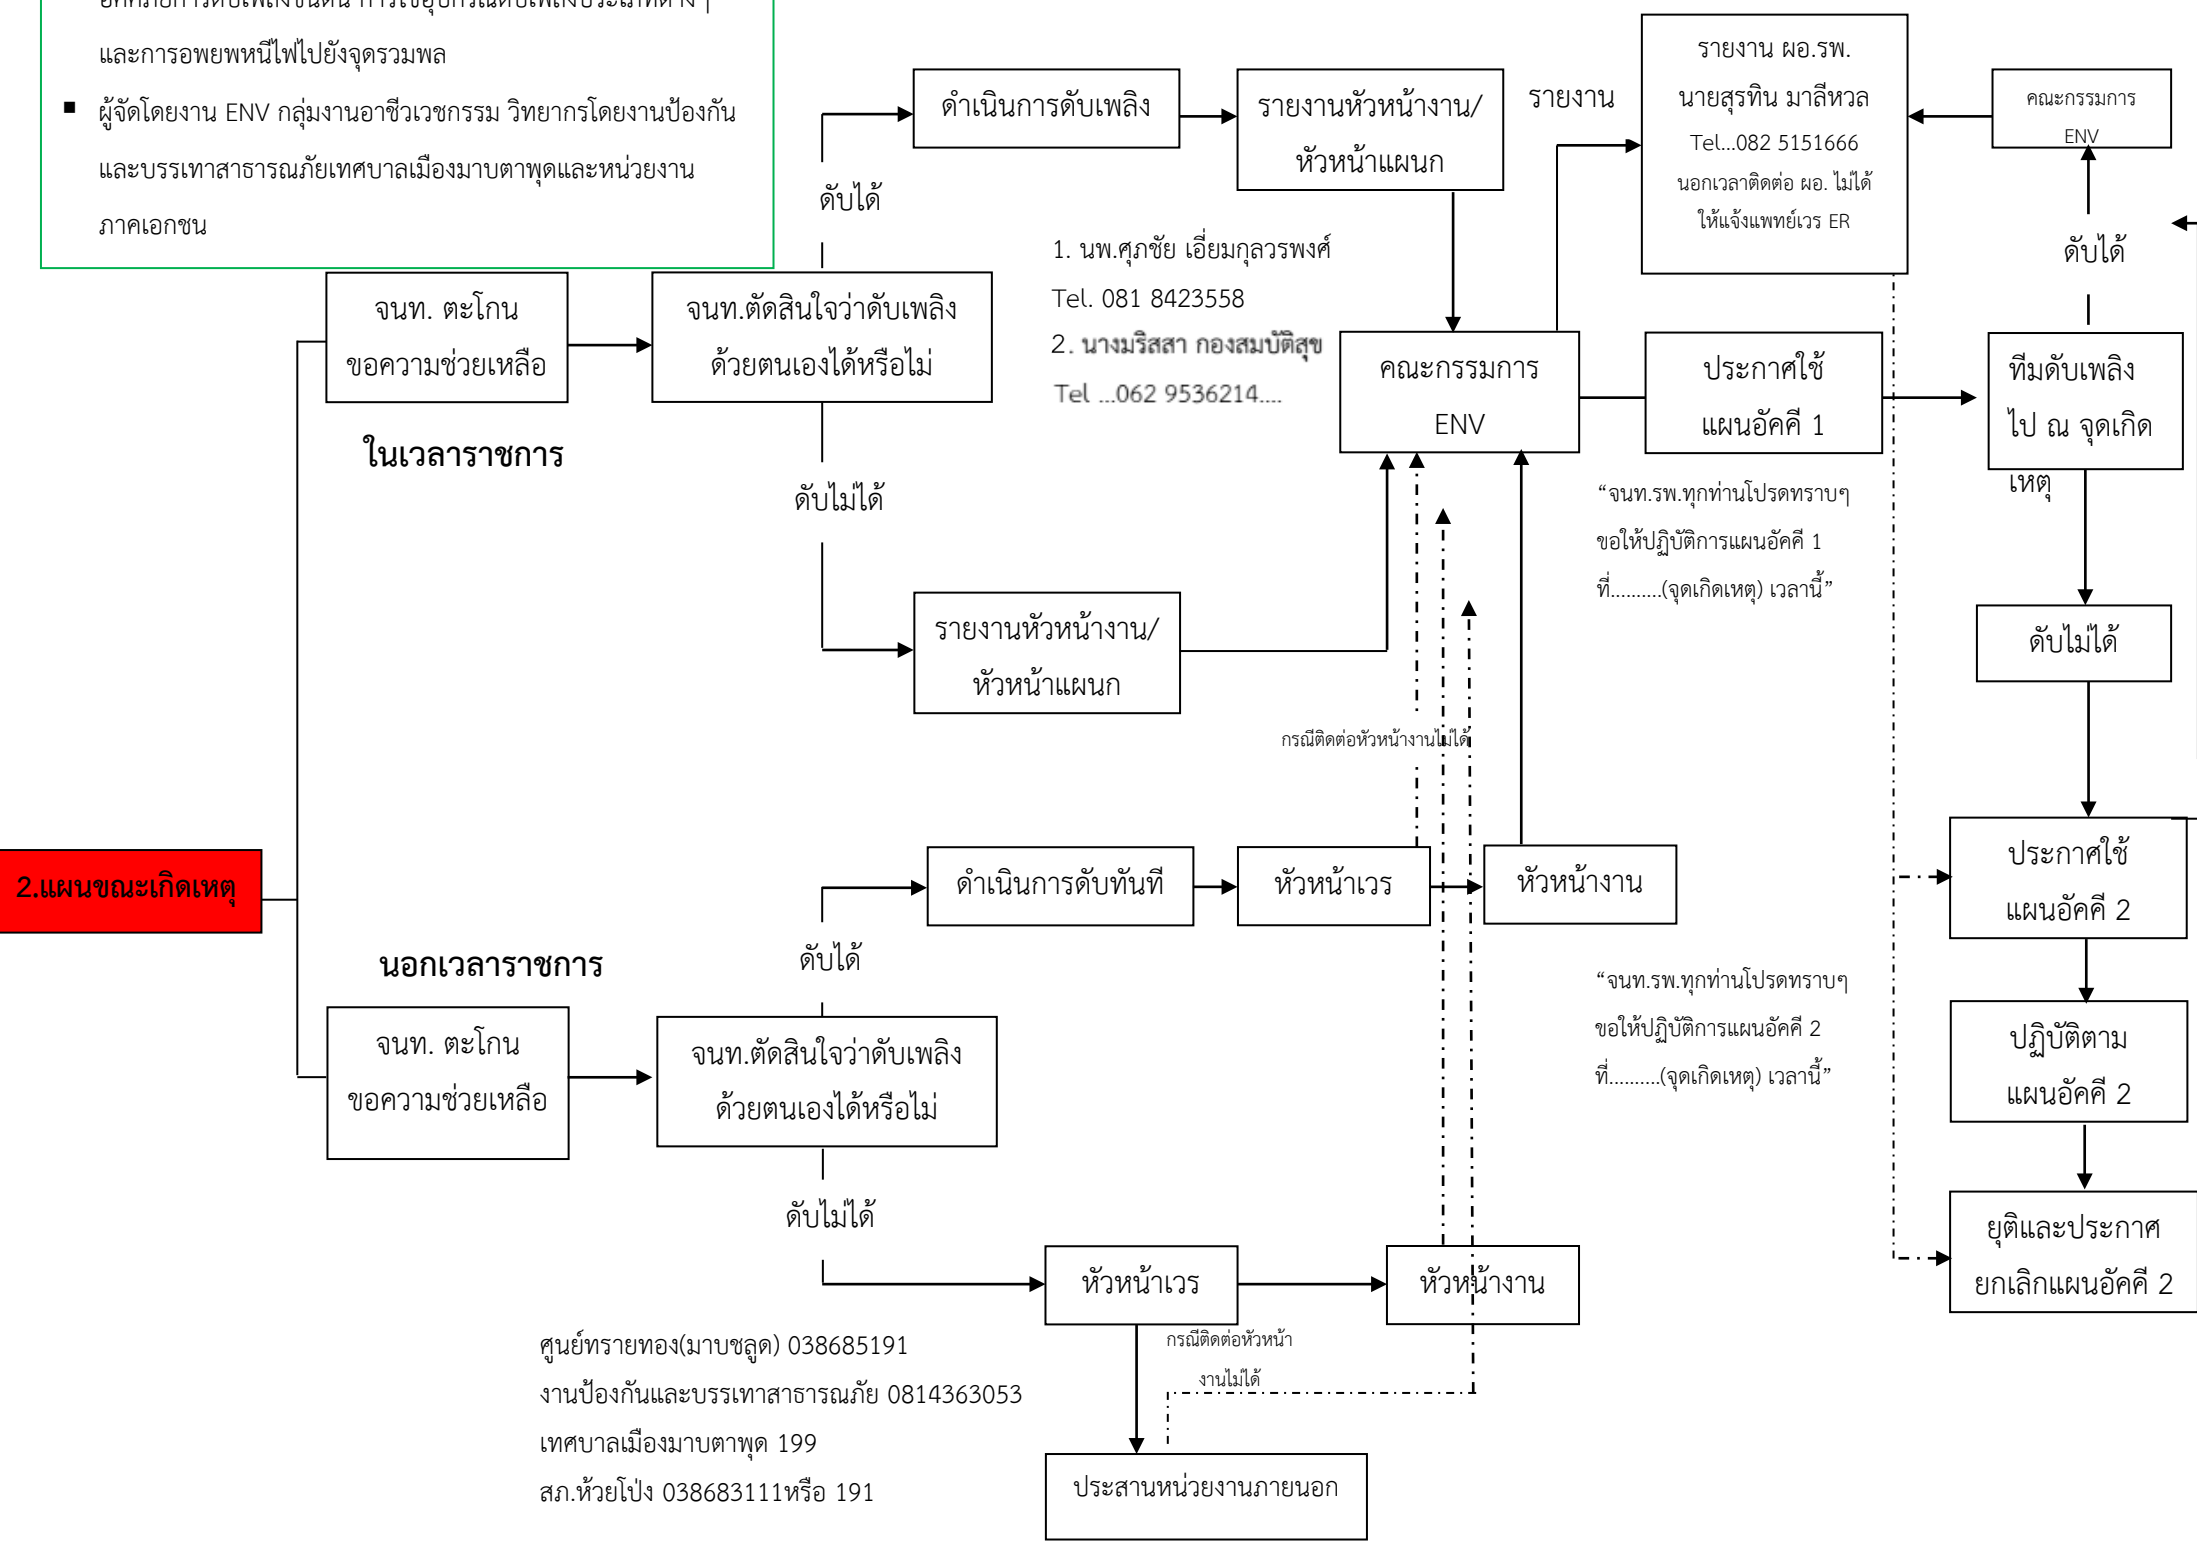 อัคคีภัยการดับเพลิงขั้นต้น การใช้อุปกรณ์ดับเพลิงประเภทต่าง ๆ
และการอพยพหนีไฟไปยังจุดรวมพล
▪ ผู้จัดโดยงาน ENV กลุ่มงานอาชีวเวชกรรม วิทยากรโดยงานป้องกัน
และบรรเทาสาธารณภัยเทศบาลเมืองมาบตาพุดและหน่วยงาน
ภาคเอกชน
2.แผนขณะเกิดเหตุ
จนท. ตะโกน
ขอความช่วยเหลือ
ในเวลาราชการ
จนท.ตัดสินใจว่าดับเพลิง
ด้วยตนเองได้หรือไม่
ดับได้
ดำเนินการดับเพลิง
รายงานหัวหน้างาน/
หัวหน้าแผนก
ดับไม่ได้
รายงานหัวหน้างาน/
หัวหน้าแผนก
1. นพ.ศุภชัย เอี่ยมกุลวรพงศ์
Tel. 081 8423558
2. นางมริสสา กองสมบัติสุข
Tel ...062 9536214....
คณะกรรมการ
ENV
รายงาน
รายงาน ผอ.รพ.
นายสุรทิน มาลีหวล
Tel...082 5151666
นอกเวลาติดต่อ ผอ. ไม่ได้
ให้แจ้งแพทย์เวร ER
คณะกรรมการ
ENV
ดับได้
ประกาศใช้
แผนอัคคี 1
ทีมดับเพลิง
ไป ณ จุดเกิด
เหตุ
“จนท.รพ.ทุกท่านโปรดทราบๆ
ขอให้ปฏิบัติการแผนอัคคี 1
ที่..........(จุดเกิดเหตุ) เวลานี้”
ดับไม่ได้
ประกาศใช้
แผนอัคคี 2
ปฏิบัติตาม
แผนอัคคี 2
ยุติและประกาศ
ยกเลิกแผนอัคคี 2
“จนท.รพ.ทุกท่านโปรดทราบๆ
ขอให้ปฏิบัติการแผนอัคคี 2
ที่..........(จุดเกิดเหตุ) เวลานี้”
นอกเวลาราชการ
จนท. ตะโกน
ขอความช่วยเหลือ
จนท.ตัดสินใจว่าดับเพลิง
ด้วยตนเองได้หรือไม่
ดับได้
ดำเนินการดับทันที
หัวหน้าเวร
หัวหน้างาน
กรณีติดต่อหัวหน้างานไม่ได้
ดับไม่ได้
หัวหน้าเวร
หัวหน้างาน
กรณีติดต่อหัวหน้า
งานไม่ได้
ประสานหน่วยงานภายนอก
ศูนย์ทรายทอง(มาบชลูด) 038685191
งานป้องกันและบรรเทาสาธารณภัย 0814363053
เทศบาลเมืองมาบตาพุด 199
สภ.ห้วยโป่ง 038683111หรือ 191